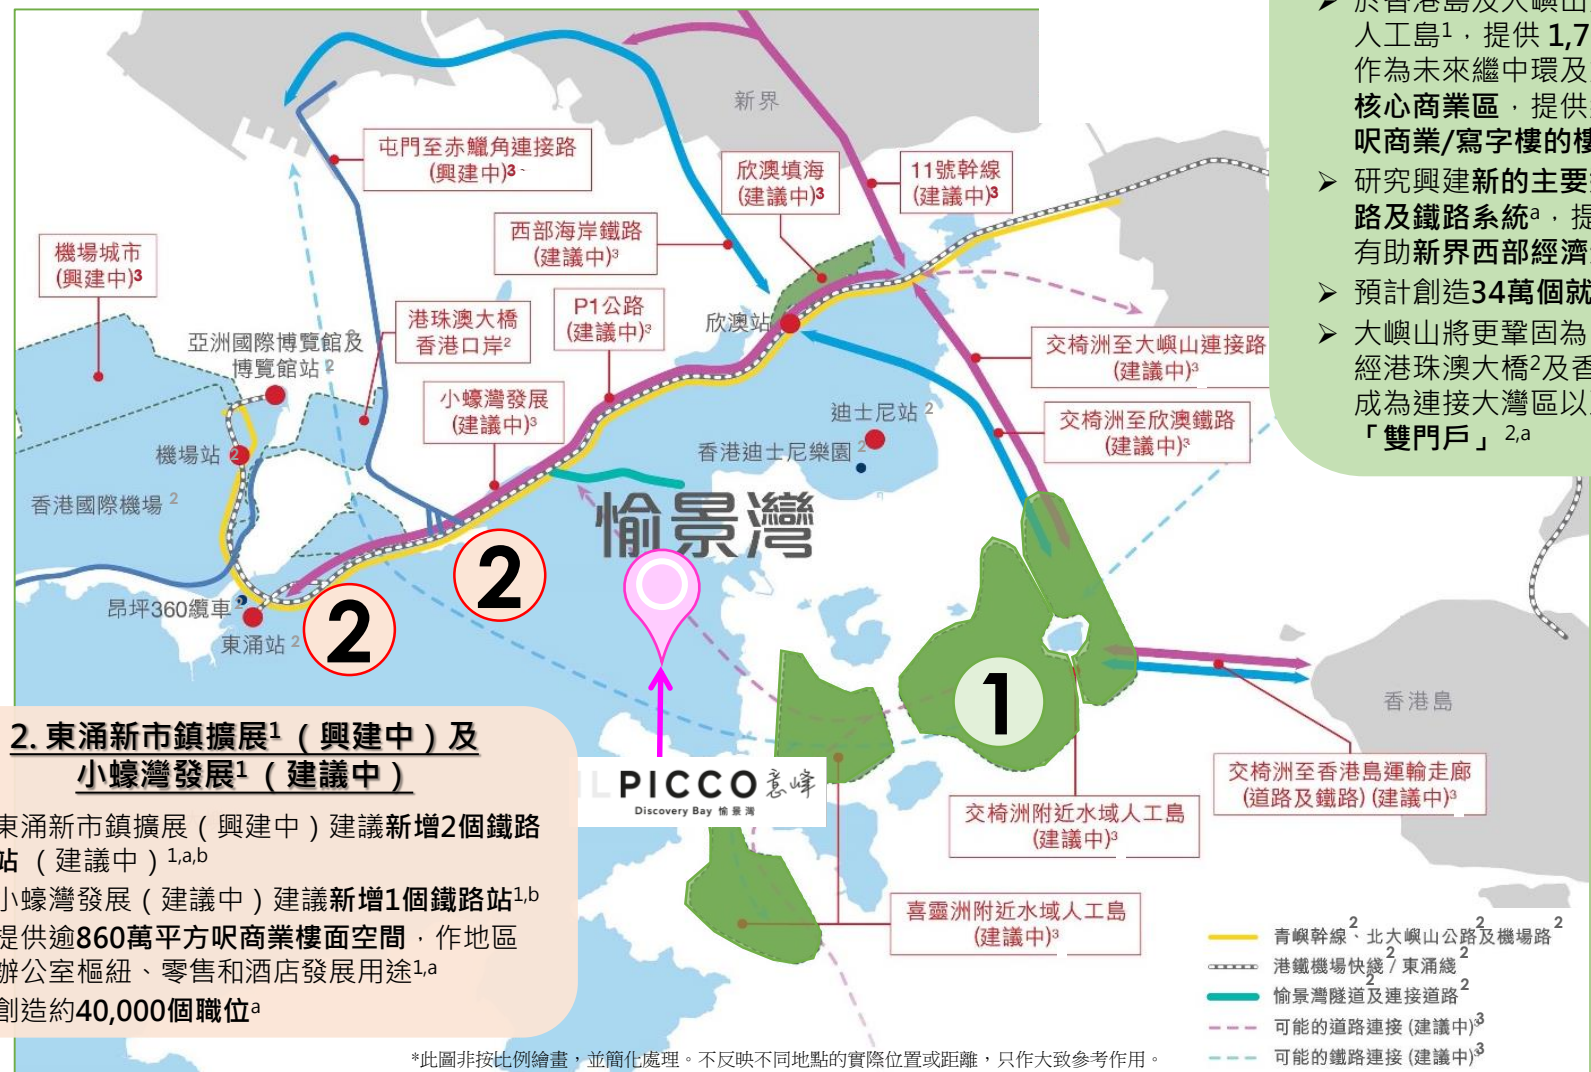 於香港島及大嶼山
人工島¹，提供 1,7
作為未來繼中環及
核心商業區，提供
呎商業/寫字樓的樓
研究興建新的主要
路及鐵路系統ᵃ，提
有助新界西部經濟
預計創造34萬個就
大嶼山將更鞏固為
經港珠澳大橋²及香
成為連接大灣區以
「雙門戶」 2,a
新界
屯門至赤鱲角連接路
(興建中)³
欣澳填海
(建議中)³
11號幹線
(建議中)³
西部海岸鐵路
(建議中)³
機場城市
(興建中)³
P1公路
(建議中)³
港珠澳大橋
香港口岸²
亞洲國際博覽館及
博覽館站 ²
欣澳站
交椅洲至大嶼山連接路
(建議中)³
小蠔灣發展
(建議中)³
迪士尼站 ²
交椅洲至欣澳鐵路
(建議中)³
機場站 ²
香港迪士尼樂園 ²
香港國際機場 ²
愉景灣
2
2
昂坪360纜車 ²
東涌站 ²
1
香港島
2. 東涌新市鎮擴展¹（興建中）及
小蠔灣發展¹（建議中）
東涌新市鎮擴展（興建中）建議新增2個鐵路
站（建議中）1,a,b
小蠔灣發展（建議中）建議新增1個鐵路站1,b
提供逾860萬平方呎商業樓面空間，作地區
辦公室樞紐、零售和酒店發展用途1,a
創造約40,000個職位ᵃ
IL PICCO 意峰
Discovery Bay 愉景灣
交椅洲至香港島運輸走廊
(道路及鐵路) (建議中)³
交椅洲附近水域人工島
(建議中)³
喜靈洲附近水域人工島
(建議中)³
青嶼幹線²、北大嶼山公路²及機場路²
港鐵機場快綫² / 東涌綫²
愉景灣隧道²及連接道路²
可能的道路連接 (建議中)³
可能的鐵路連接 (建議中)³
*此圖非按比例繪畫，並簡化處理。不反映不同地點的實際位置或距離，只作大致參考作用。